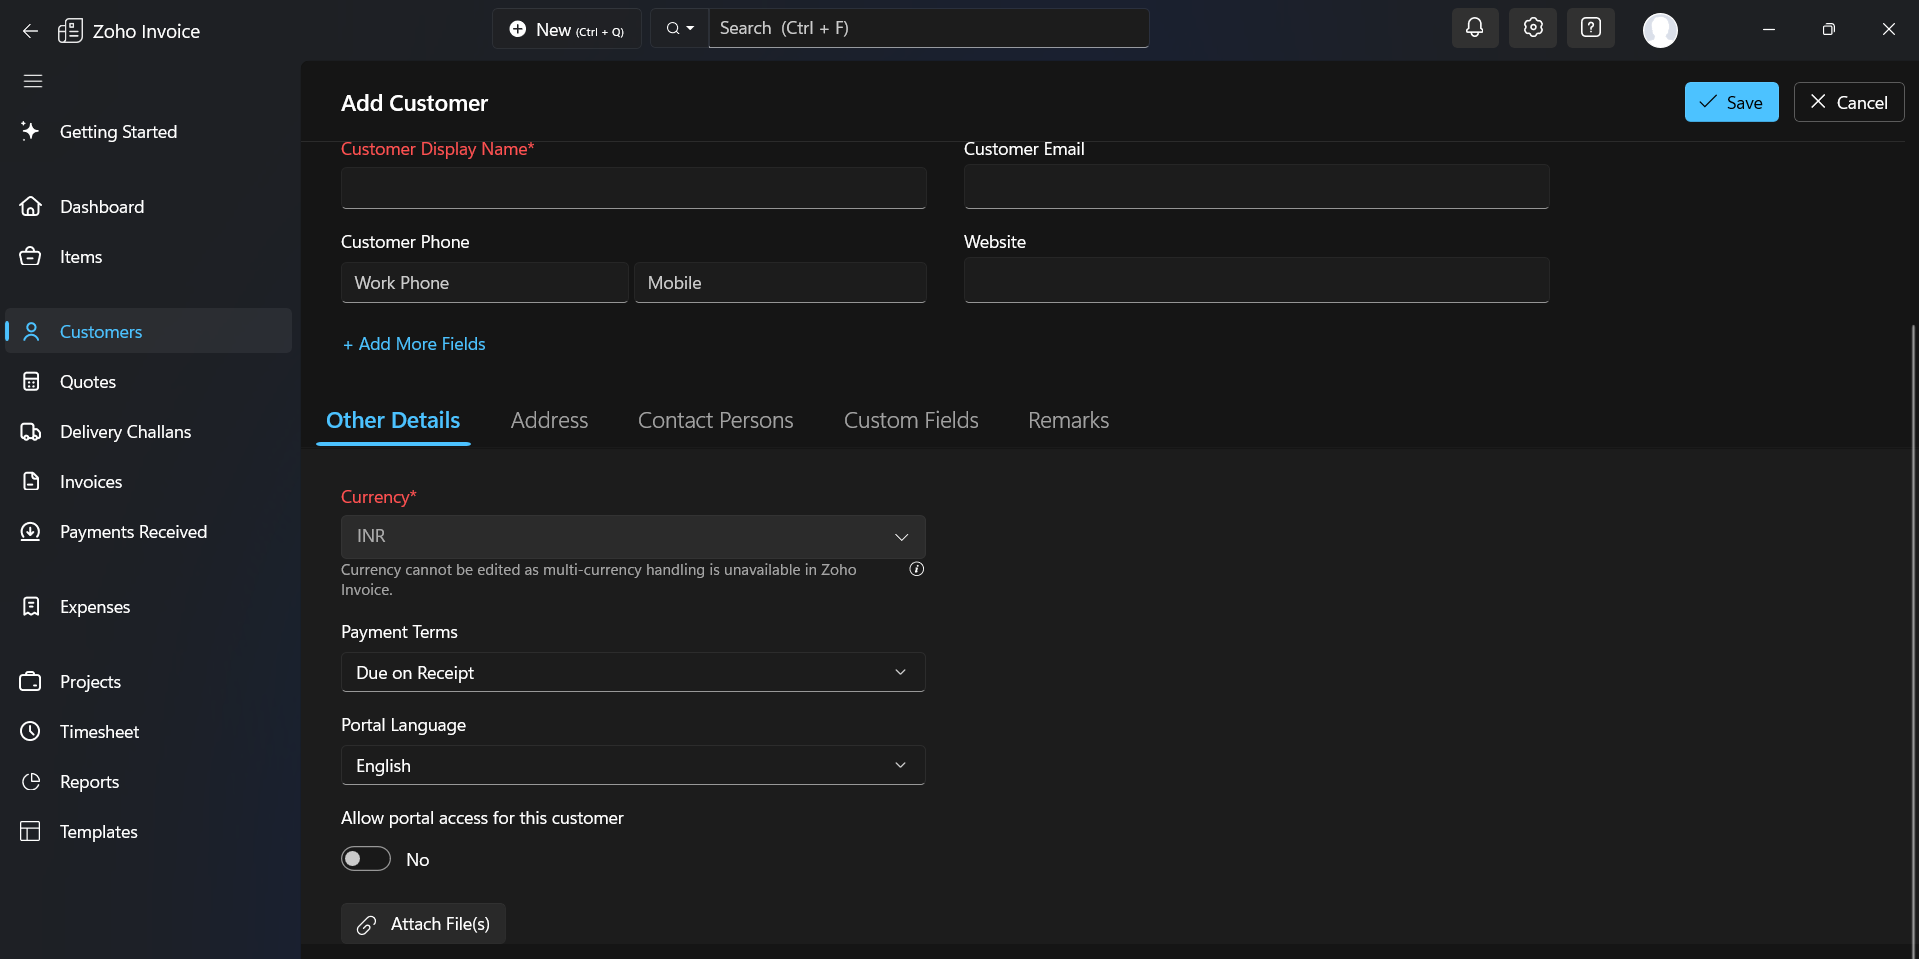 Zoho Invoice
New (Ctrl + Q)
Search (Ctrl + F)
Getting Started
Dashboard
Items
Customers
Quotes
Delivery Challans
Invoices
Payments Received
Expenses
Projects
Timesheet
Reports
Templates
Add Customer
Save
Cancel
Customer Display Name*
Customer Email
Customer Phone
Website
Work Phone
Mobile
+ Add More Fields
Other Details
Address
Contact Persons
Custom Fields
Remarks
Currency*
INR
Currency cannot be edited as multi-currency handling is unavailable in Zoho
Invoice.
Payment Terms
Due on Receipt
Portal Language
English
Allow portal access for this customer
No
Attach File(s)